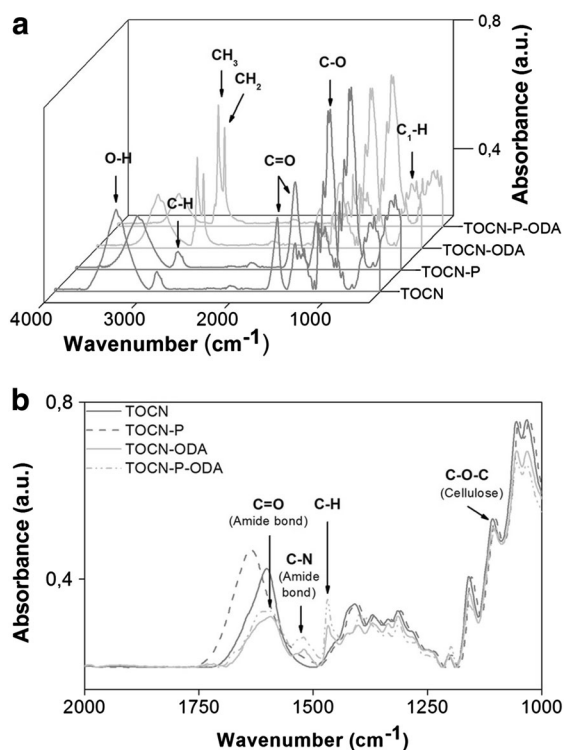 a
0,8
Absorbance (a.u.)
0,4
CH3
CH2
C-O
C1-H
O-H
C=O
C-H
TOCN-P-ODA
TOCN-ODA
TOCN-P
TOCN
4000
3000
2000
1000
Wavenumber (cm-1)
b
0,8
Absorbance (a.u.)
0,4
TOCN
TOCN-P
TOCN-ODA
TOCN-P-ODA
C=O
(Amide bond)
C-H
C-N
(Amide
bond)
C-O-C
(Cellulose)
2000
1750
1500
1250
1000
Wavenumber (cm-1)